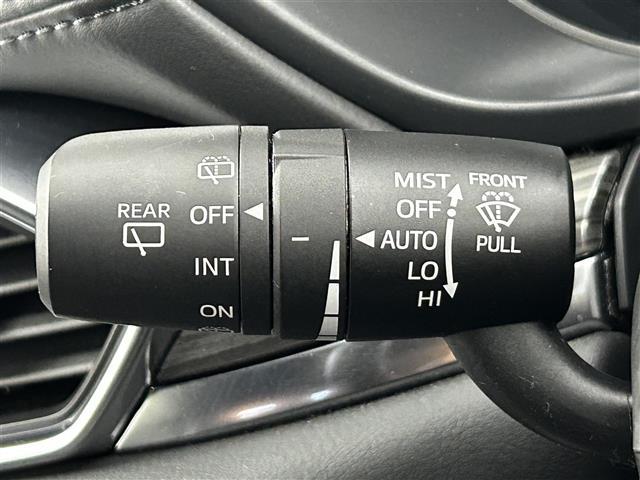 REAR
OFF
INT
ON
MIST
OFF
AUTO
LO
HI
FRONT
PULL